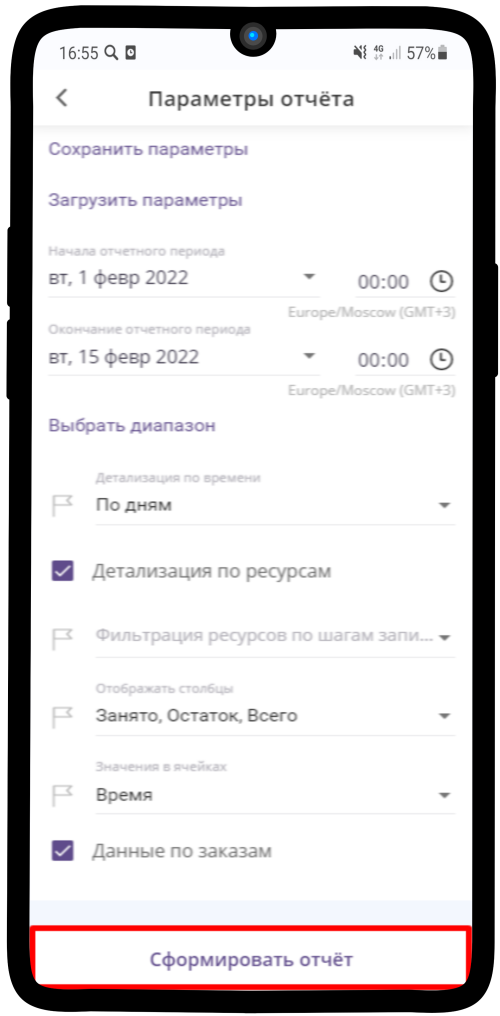 16:55 4G 57%
Параметры отчёта
Сохранить параметры
Загрузить параметры
Начала отчетного периода
вт, 1 февр 2022 00:00
Europe/Moscow (GMT+3)
Окончание отчетного периода
вт, 15 февр 2022 00:00
Europe/Moscow (GMT+3)
Выбрать диапазон
Детализация по времени
По дням
Детализация по ресурсам
Фильтрация ресурсов по шагам запи...
Отображать столбцы
Занято, Остаток, Всего
Значения в ячейках
Время
Данные по заказам
Сформировать отчёт